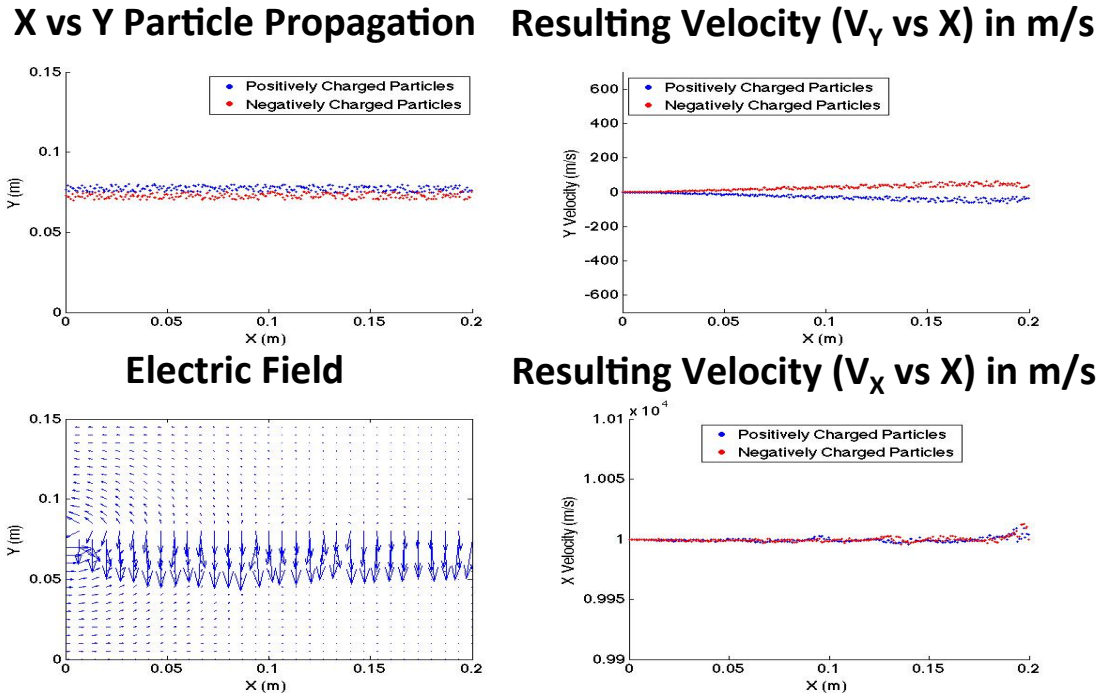 X vs Y Particle Propagation
Resulting Velocity (VY vs X) in m/s
0.15
0.1
0.05
0
Y (m)
Positively Charged Particles
Negatively Charged Particles
0 0.05 0.1 0.15 0.2
X (m)
600
400
200
0
-200
-400
-600
Y Velocity (m/s)
Positively Charged Particles
Negatively Charged Particles
0 0.05 0.1 0.15 0.2
X (m)
Electric Field
Resulting Velocity (VX vs X) in m/s
0.15
0.1
0.05
0
Y (m)
0 0.05 0.1 0.15 0.2
X (m)
x 10 4
1.01
1.005
1
0.995
0.99
X Velocity (m/s)
Positively Charged Particles
Negatively Charged Particles
0 0.05 0.1 0.15 0.2
X (m)